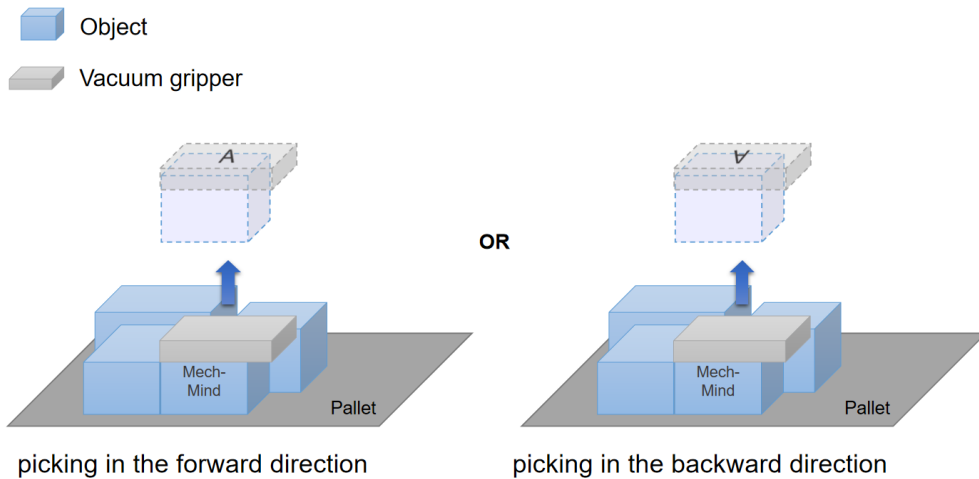 Object
Vacuum gripper
A
A
OR
Mech-
Mind
Pallet
Mech-
Mind
Pallet
picking in the forward direction
picking in the backward direction